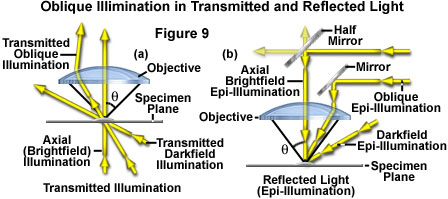 Oblique Illimination in Transmitted and Reflected Light
Figure 9
Transmitted
Oblique
Illumination
(a)
Objective
θ
Specimen
Plane
Axial
(Brightfield)
Illumination
Transmitted
Darkfield
Illumination
Transmitted Illumination
(b)
Half
Mirror
Axial
Brightfield
Epi-Illumination
Mirror
Oblique
Epi-Illumination
Objective
Darkfield
Epi-Illumination
θ
Specimen
Plane
Reflected Light
(Epi-Illumination)